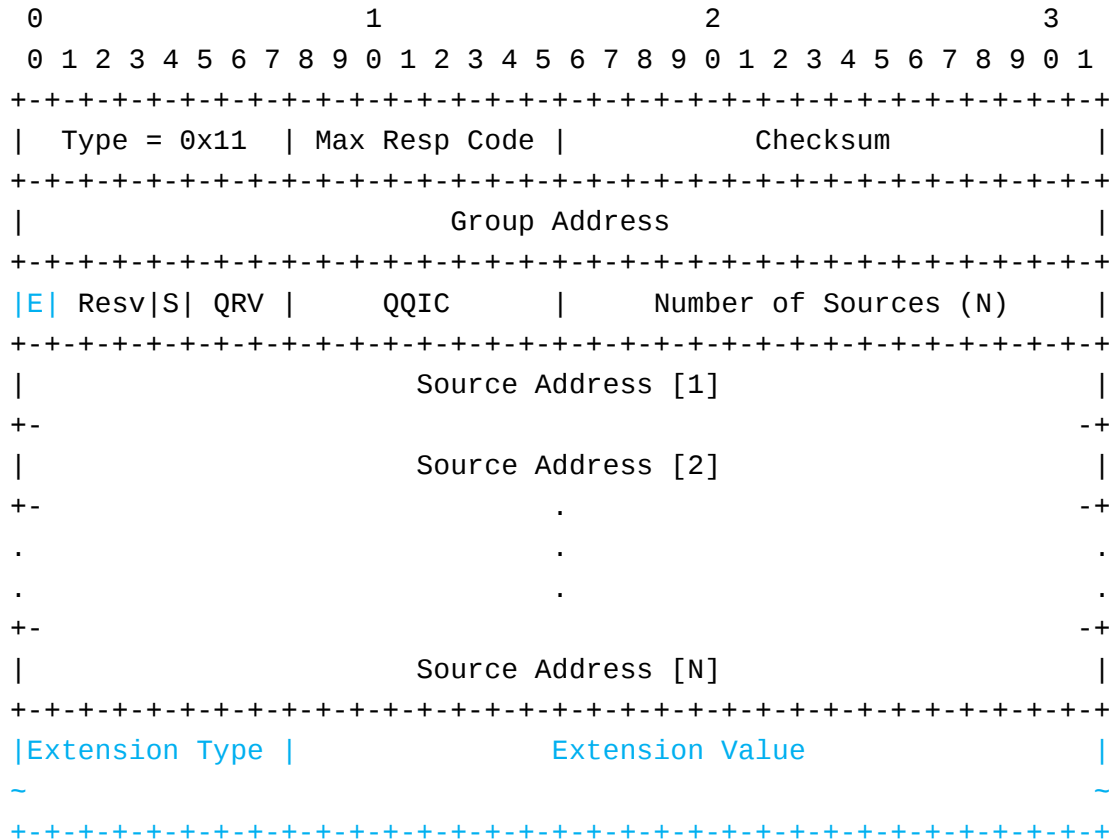 0                   1                   2                   3
 0 1 2 3 4 5 6 7 8 9 0 1 2 3 4 5 6 7 8 9 0 1 2 3 4 5 6 7 8 9 0 1
+-+-+-+-+-+-+-+-+-+-+-+-+-+-+-+-+-+-+-+-+-+-+-+-+-+-+-+-+-+-+-+-+
|  Type = 0x11  | Max Resp Code |           Checksum            |
+-+-+-+-+-+-+-+-+-+-+-+-+-+-+-+-+-+-+-+-+-+-+-+-+-+-+-+-+-+-+-+-+
|                         Group Address                         |
+-+-+-+-+-+-+-+-+-+-+-+-+-+-+-+-+-+-+-+-+-+-+-+-+-+-+-+-+-+-+-+-+
|E| Resv|S| QRV |     QQIC      |     Number of Sources (N)     |
+-+-+-+-+-+-+-+-+-+-+-+-+-+-+-+-+-+-+-+-+-+-+-+-+-+-+-+-+-+-+-+-+
|                       Source Address [1]                      |
+-                                                             -+
|                       Source Address [2]                      |
+-                              .                              -+
.                               .                               .
.                               .                               .
+-                                                             -+
|                       Source Address [N]                      |
+-+-+-+-+-+-+-+-+-+-+-+-+-+-+-+-+-+-+-+-+-+-+-+-+-+-+-+-+-+-+-+-+
|Extension Type |               Extension Value                 |
~                                                               ~
+-+-+-+-+-+-+-+-+-+-+-+-+-+-+-+-+-+-+-+-+-+-+-+-+-+-+-+-+-+-+-+-+